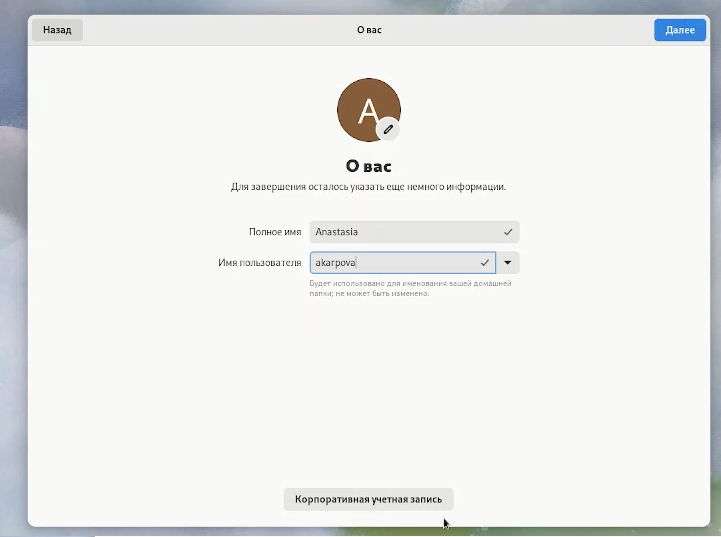 Назад
О вас
Далее
A
О вас
Для завершения осталось указать еще немного информации.
Полное имя Anastasia
Имя пользователя akarpova
Будет использовано для именования вашей домашней
папки; не может быть изменено.
Корпоративная учетная запись